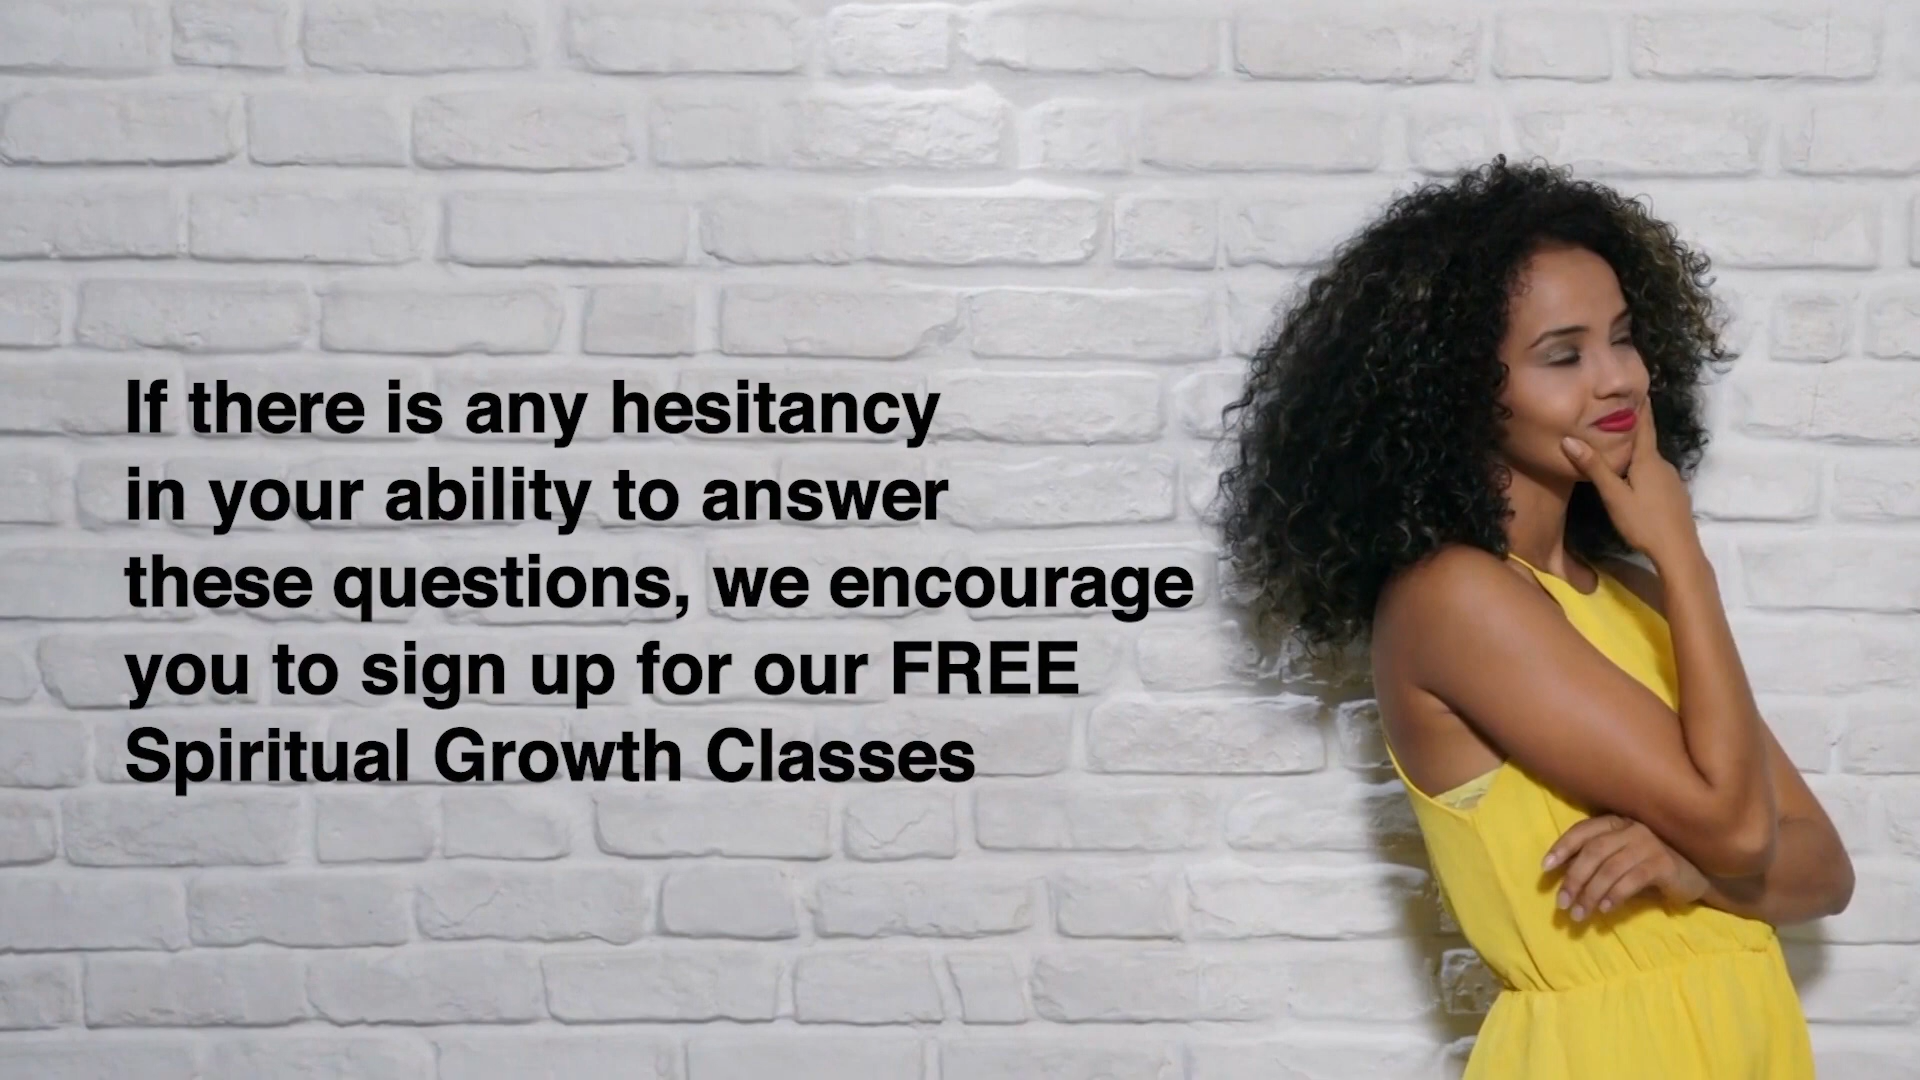 If there is any hesitancy
in your ability to answer
these questions, we encourage
you to sign up for our FREE
Spiritual Growth Classes